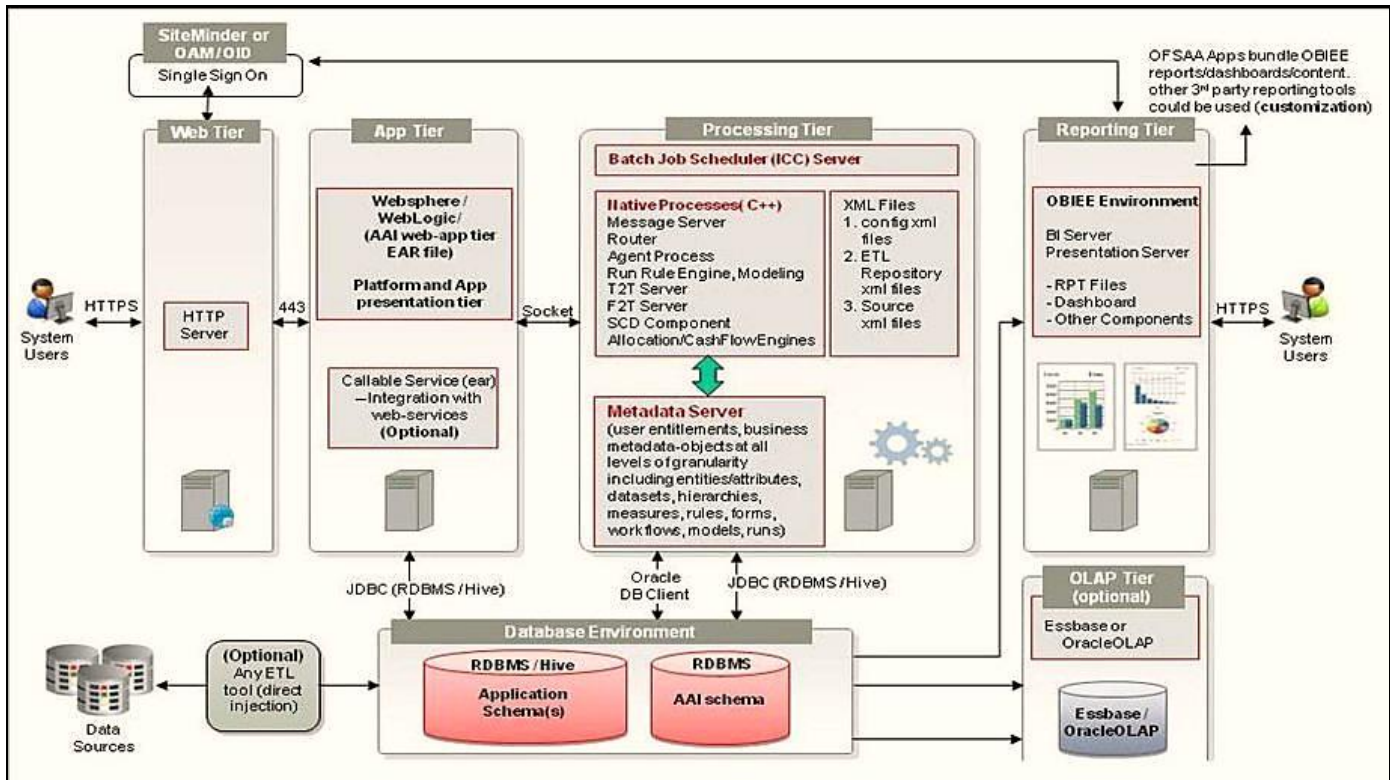 SiteMinder or
OAM/OID
Single Sign On
OFSAA Apps bundle OBIEE
reports/dashboards/content.
other 3rd party reporting tools
could be used (customization)
Web Tier
App Tier
Processing Tier
Reporting Tier
System
Users
HTTPS
HTTP
Server
443
Websphere /
WebLogic/
(AAI web-app tier
EAR file)
Platform and App
presentation tier
Callable Service (ear)
–Integration with
web-services
(Optional)
Socket
Batch Job Scheduler (ICC) Server
Native Processes( C++)
Message Server
Router
Agent Process
Run Rule Engine, Modeling
T2T Server
F2T Server
SCD Component
Allocation/CashFlowEngines
XML Files
1. config xml
files
2. ETL
Repository
xml files
3. Source
xml files
Metadata Server
(user entitlements, business
metadata-objects at all
levels of granularity
including entities/attributes,
datasets, hierarchies,
measures, rules, forms,
workflows, models, runs)
OBIEE Environment
BI Server
Presentation Server
- RPT Files
- Dashboard
- Other Components
HTTPS
System
Users
JDBC (RDBMS / Hive)
Oracle
DB Client
JDBC (RDBMS / Hive)
Data
Sources
(Optional)
Any ETL
tool (direct
injection)
Database Environment
RDBMS / Hive
Application
Schema(s)
RDBMS
AAI schema
OLAP Tier
(optional)
Essbase or
OracleOLAP
Essbase /
OracleOLAP